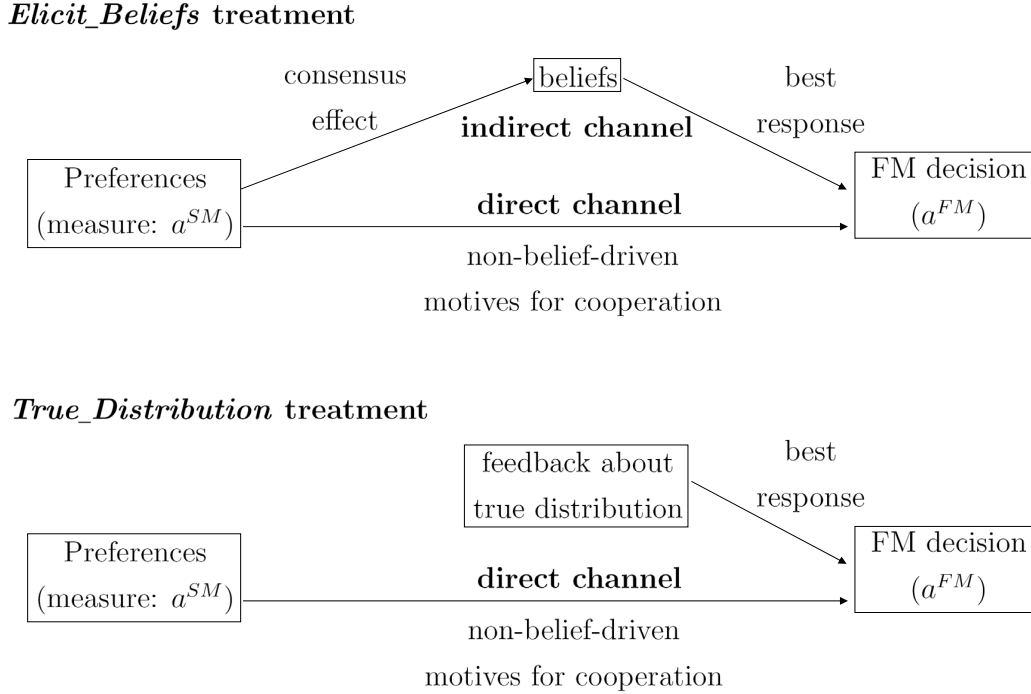 Elicit_Beliefs treatment
consensus
effect
beliefs
best
response
indirect channel
Preferences
(measure: a^{SM})
direct channel
non-belief-driven
motives for cooperation
FM decision
(a^{FM})
True_Distribution treatment
feedback about
true distribution
best
response
Preferences
(measure: a^{SM})
direct channel
non-belief-driven
motives for cooperation
FM decision
(a^{FM})